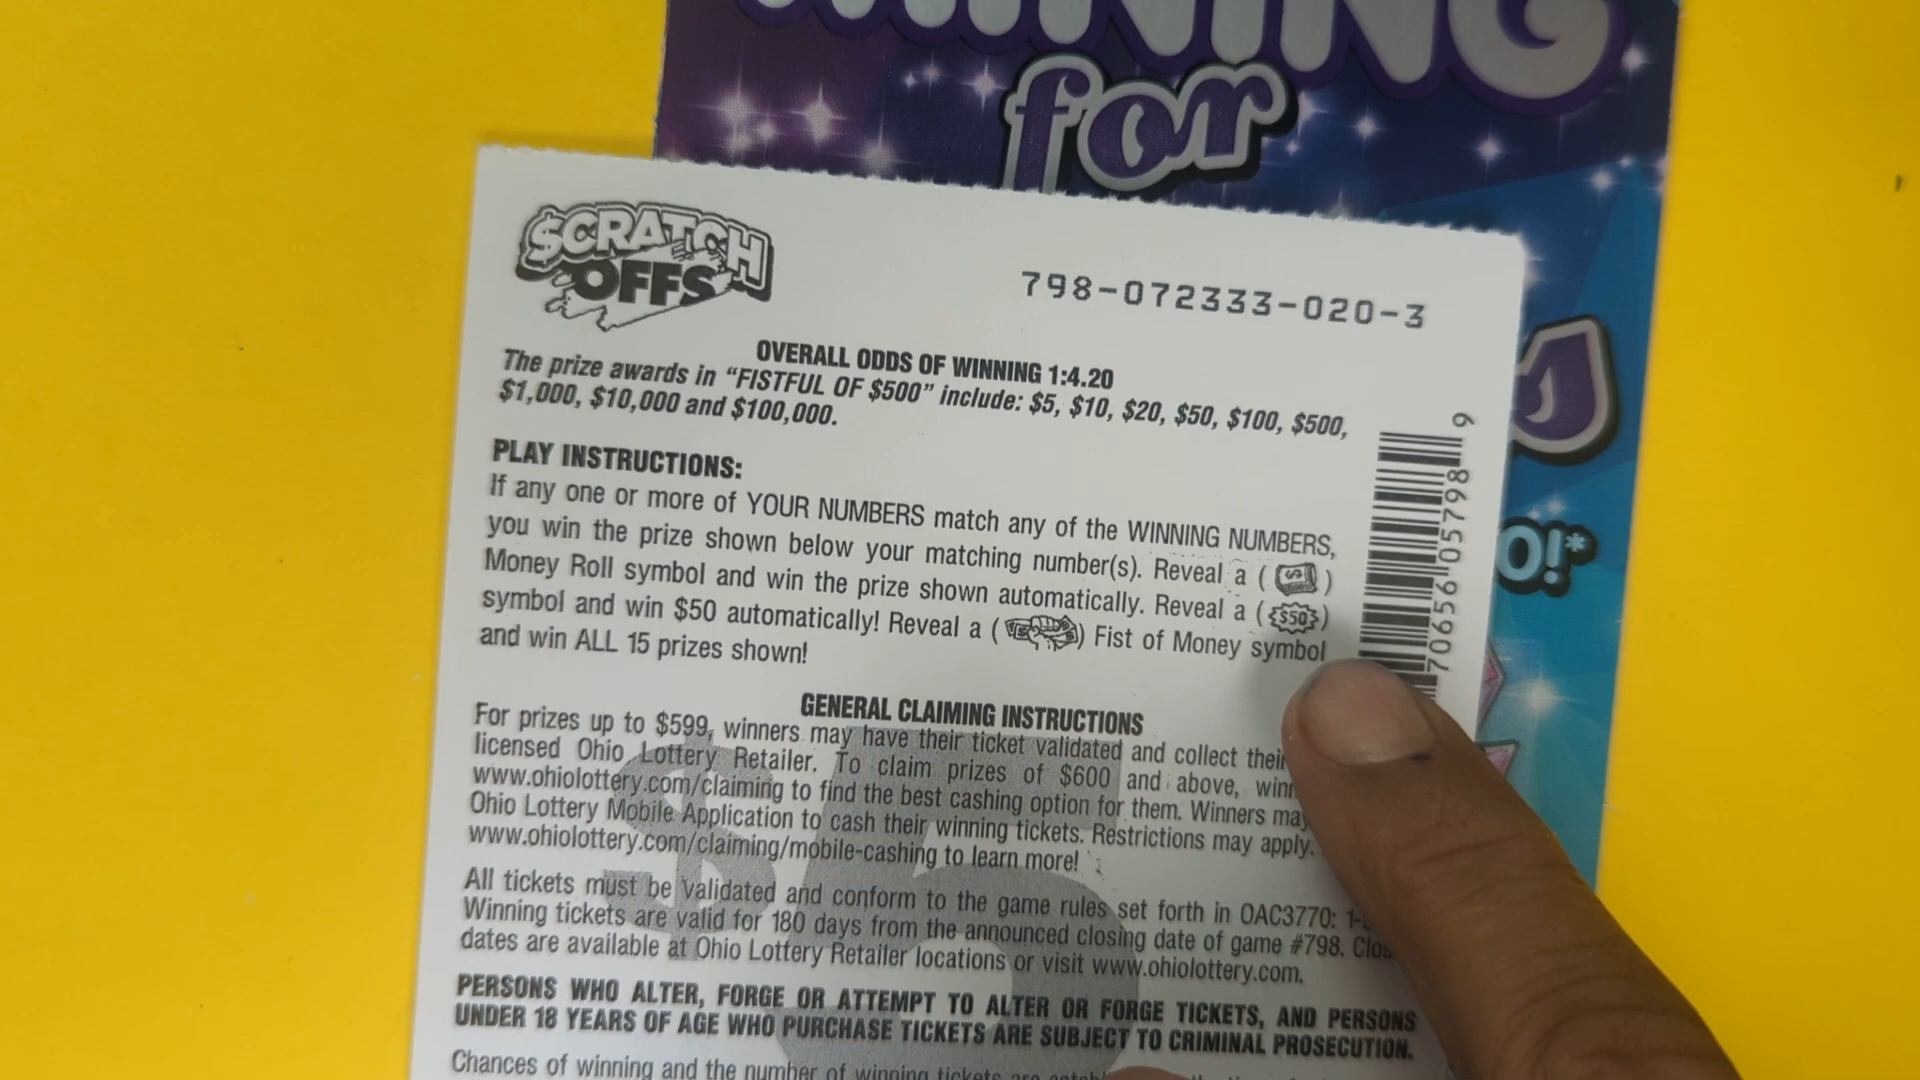 WINNING
for
O!*
$CRATCH
OFFS
798-072333-020-3
OVERALL ODDS OF WINNING 1:4.20
The prize awards in “FISTFUL OF $500” include: $5, $10, $20, $50, $100, $500,
$1,000, $10,000 and $100,000.
PLAY INSTRUCTIONS:
If any one or more of YOUR NUMBERS match any of the WINNING NUMBERS,
you win the prize shown below your matching number(s). Reveal a ( $ )
Money Roll symbol and win the prize shown automatically. Reveal a ( $50 )
symbol and win $50 automatically! Reveal a ( ) Fist of Money symbol
and win ALL 15 prizes shown!
70656 05798 9
GENERAL CLAIMING INSTRUCTIONS
For prizes up to $599, winners may have their ticket validated and collect their
licensed Ohio Lottery Retailer. To claim prizes of $600 and above,
www.ohiolottery.com/claiming to find the best cashing option for them. Winners may
Ohio Lottery Mobile Application to cash their winning tickets. Restrictions may apply.
www.ohiolottery.com/claiming/mobile-cashing to learn more!
$5
All tickets must be validated and conform to the game rules set forth in OAC3770:
Winning tickets are valid for 180 days from the announced closing date of game #798.
dates are available at Ohio Lottery Retailer locations or visit www.ohiolottery.com.
PERSONS WHO ALTER, FORGE OR ATTEMPT TO ALTER OR FORGE TICKETS, AND PERSONS
UNDER 18 YEARS OF AGE WHO PURCHASE TICKETS ARE SUBJECT TO CRIMINAL PROSECUTION.
Chances of winning and the number of winning tickets are